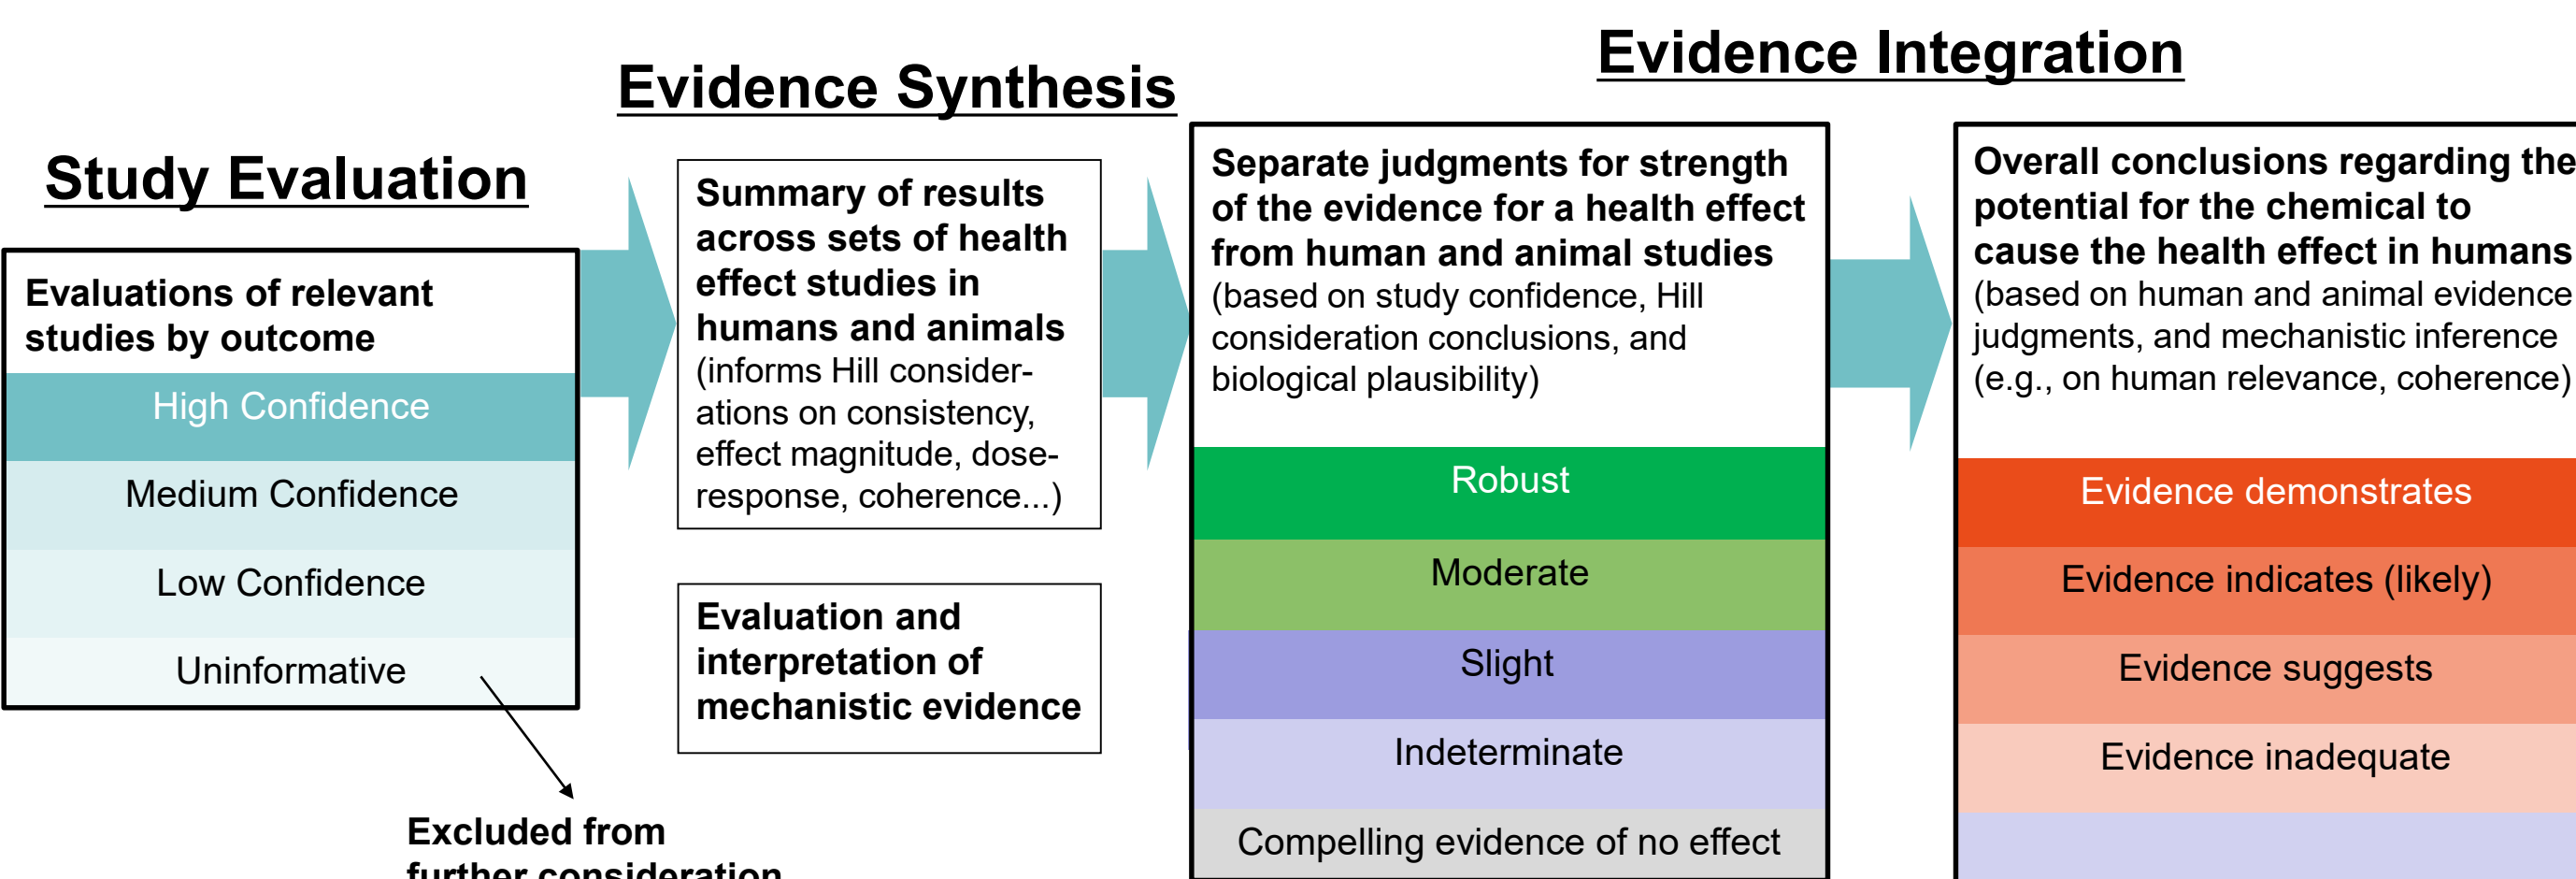 Study Evaluation
Evaluations of relevant
studies by outcome
High Confidence
Medium Confidence
Low Confidence
Uninformative
Excluded from
further consideration
Evidence Synthesis
Summary of results
across sets of health
effect studies in
humans and animals
(informs Hill consider-
ations on consistency,
effect magnitude, dose-
response, coherence...)
Evaluation and
interpretation of
mechanistic evidence
Evidence Integration
Separate judgments for strength
of the evidence for a health effect
from human and animal studies
(based on study confidence, Hill
consideration conclusions, and
biological plausibility)
Robust
Moderate
Slight
Indeterminate
Compelling evidence of no effect
Overall conclusions regarding the
potential for the chemical to
cause the health effect in humans
(based on human and animal evidence
judgments, and mechanistic inference
(e.g., on human relevance, coherence)
Evidence demonstrates
Evidence indicates (likely)
Evidence suggests
Evidence inadequate